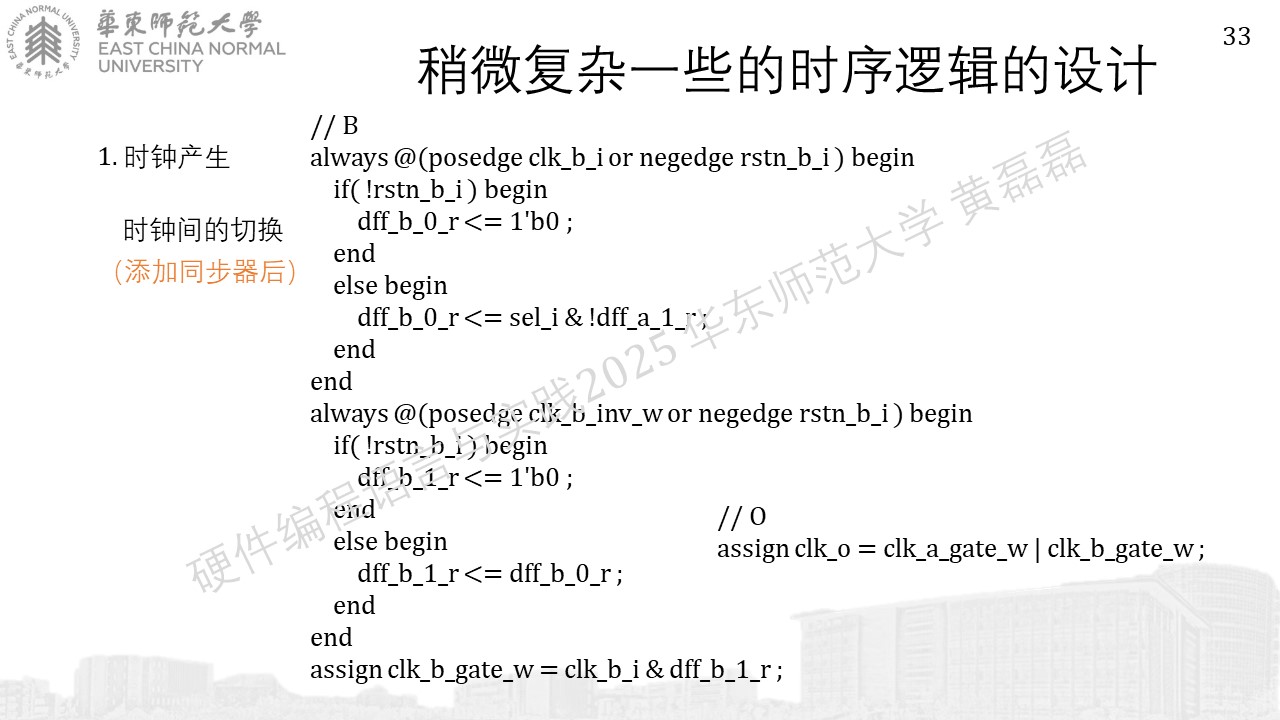 華東師範大學
EAST CHINA NORMAL
UNIVERSITY
EAST CHINA NORMAL UNIVERSITY
華東師範大學
33
稍微复杂一些的时序逻辑的设计
1. 时钟产生
时钟间的切换
（添加同步器后）
// B
always @(posedge clk_b_i or negedge rstn_b_i ) begin
if( !rstn_b_i ) begin
dff_b_0_r <= 1'b0 ;
end
else begin
dff_b_0_r <= sel_i & !dff_a_1_r ;
end
end
always @(posedge clk_b_inv_w or negedge rstn_b_i ) begin
if( !rstn_b_i ) begin
dff_b_1_r <= 1'b0 ;
end
else begin
dff_b_1_r <= dff_b_0_r ;
end
end
assign clk_b_gate_w = clk_b_i & dff_b_1_r ;
// O
assign clk_o = clk_a_gate_w | clk_b_gate_w ;
硬件编程语言与实践2025 华东师范大学 黄磊磊